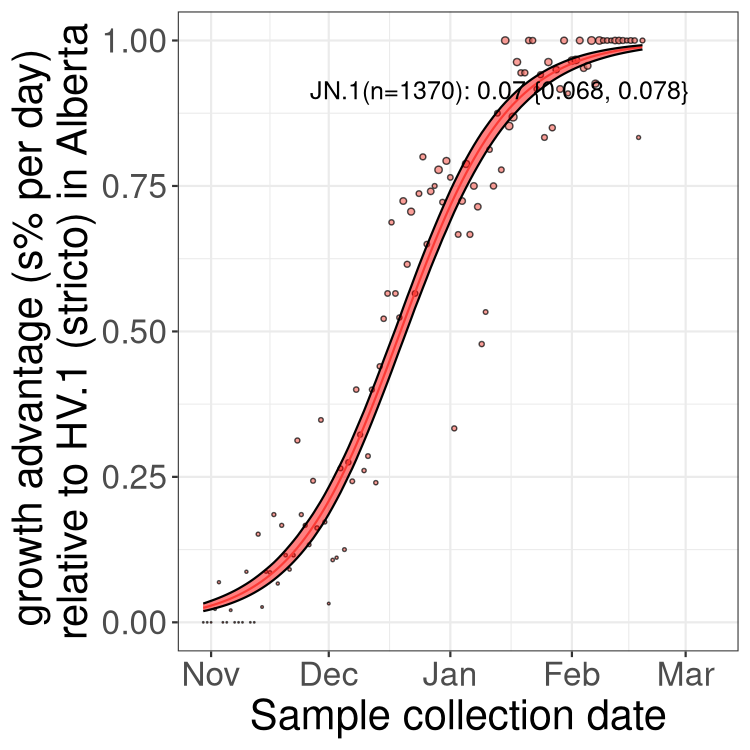 growth advantage (s% per day)
relative to HV.1 (stricto) in Alberta
1.00
JN.1(n=1370): 0.07 {0.068, 0.078}
0.75
0.50
0.25
0.00
Nov Dec Jan Feb Mar
Sample collection date